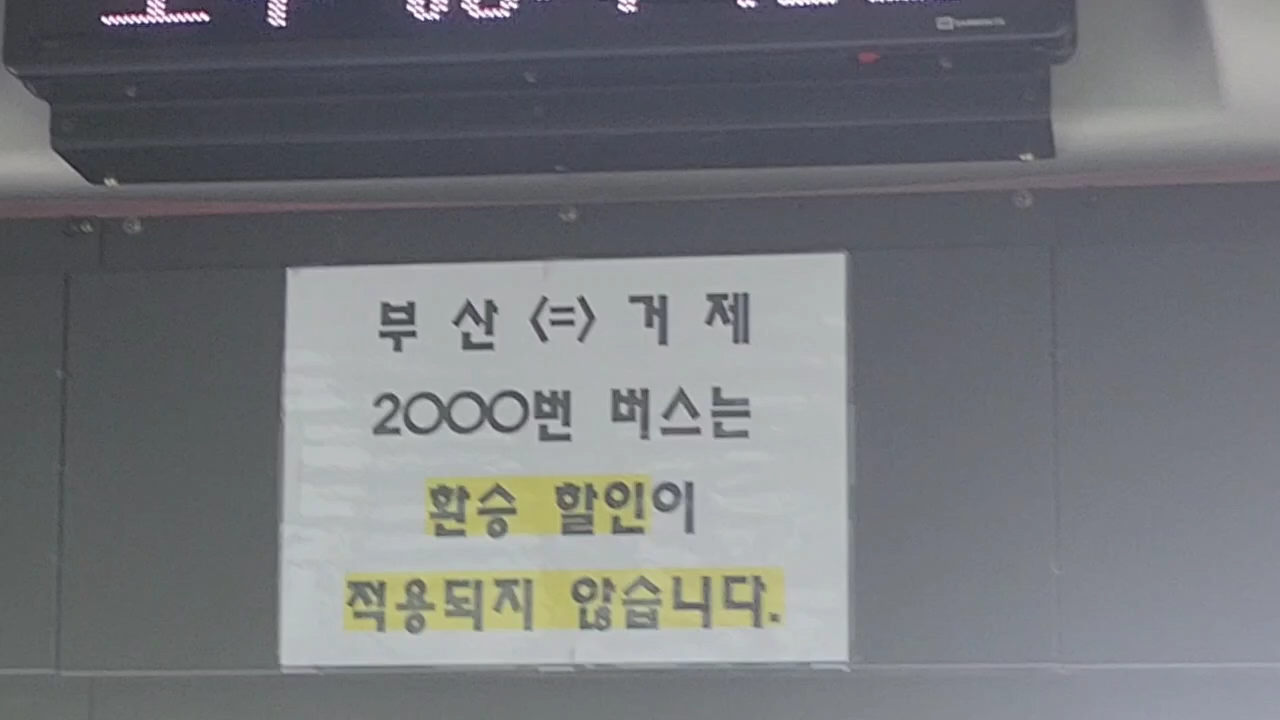 부 산 <=> 거 제
2000번 버스는
환승 할인이
적용되지 않습니다.